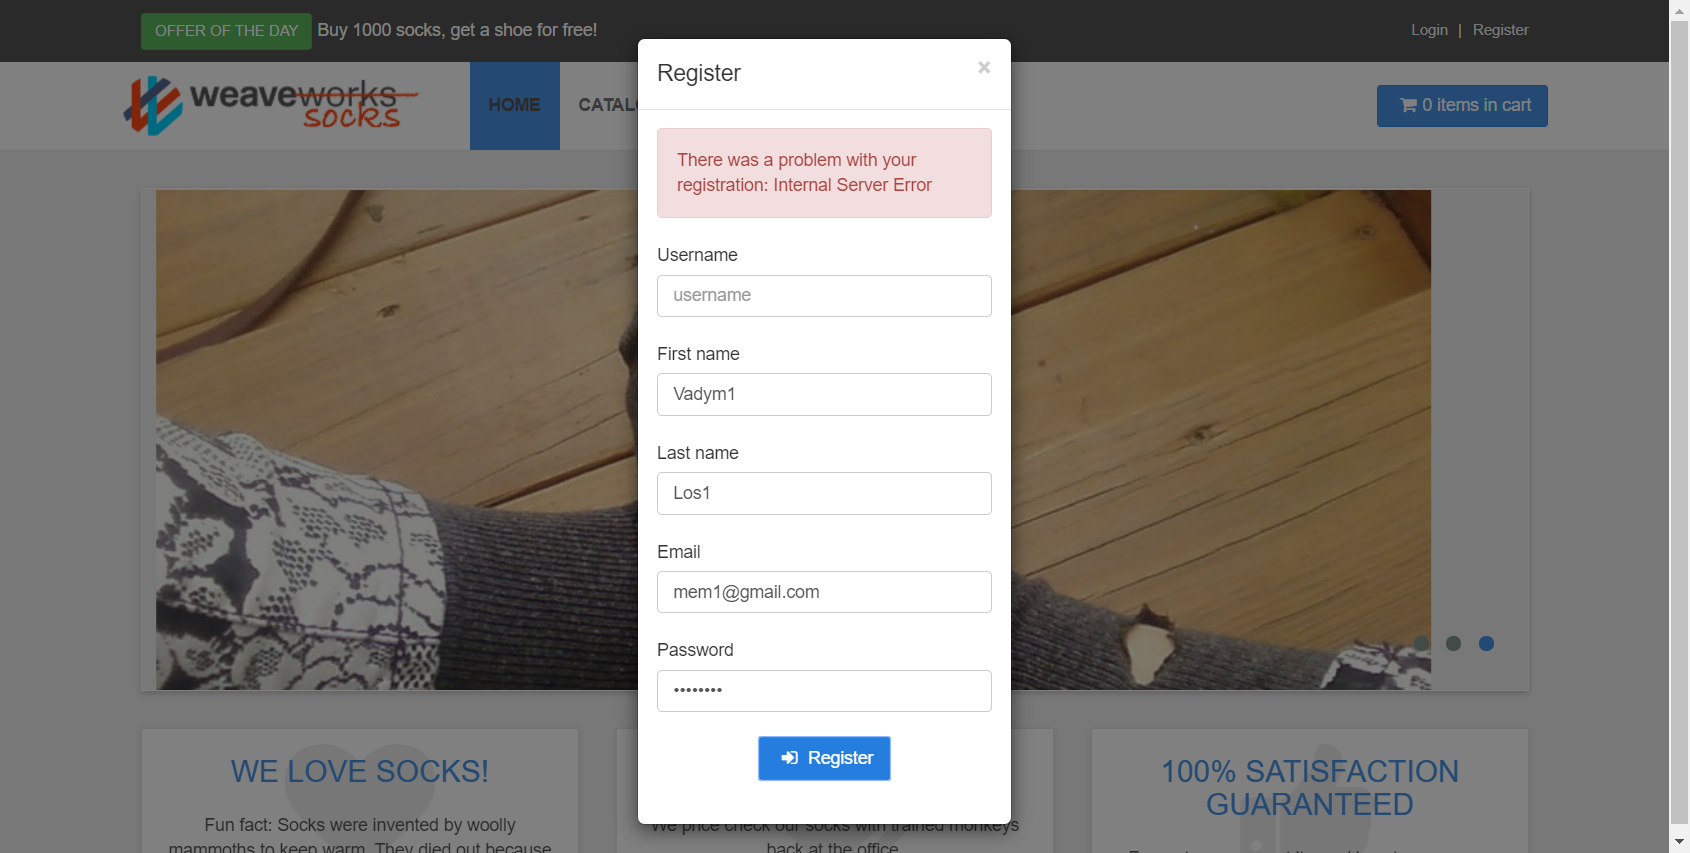 OFFER OF THE DAY Buy 1000 socks, get a shoe for free!
Login | Register
weaveworks
socks
HOME
CATALO
0 items in cart
Register
×
There was a problem with your
registration: Internal Server Error
Username
username
First name
Vadym1
Last name
Los1
Email
mem1@gmail.com
Password
••••••••
Register
WE LOVE SOCKS!
Fun fact: Socks were invented by woolly
mammoths to keep warm. They died out because
We price check our socks with trained monkeys
back at the office
100% SATISFACTION
GUARANTEED